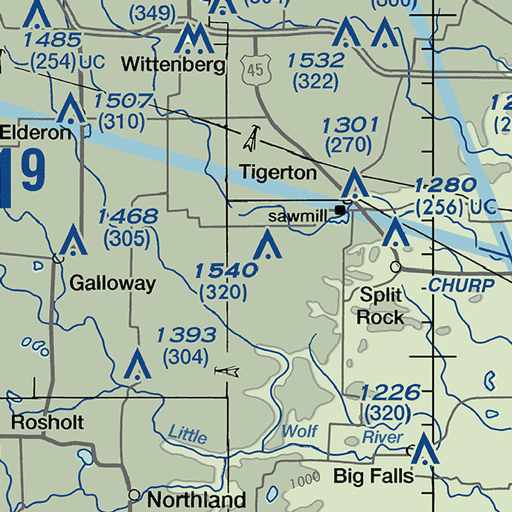 (349)
1485
(254) UC
Wittenberg
45
1532
(322)
1507
(310)
Elderon
1301
(270)
Tigerton
19
1280
(256) UC
sawmill
1468
(305)
1540
(320)
Galloway
CHURP
Split
Rock
1393
(304)
1226
(320)
Rosholt
Little
Wolf
River
Big Falls
1000
Northland